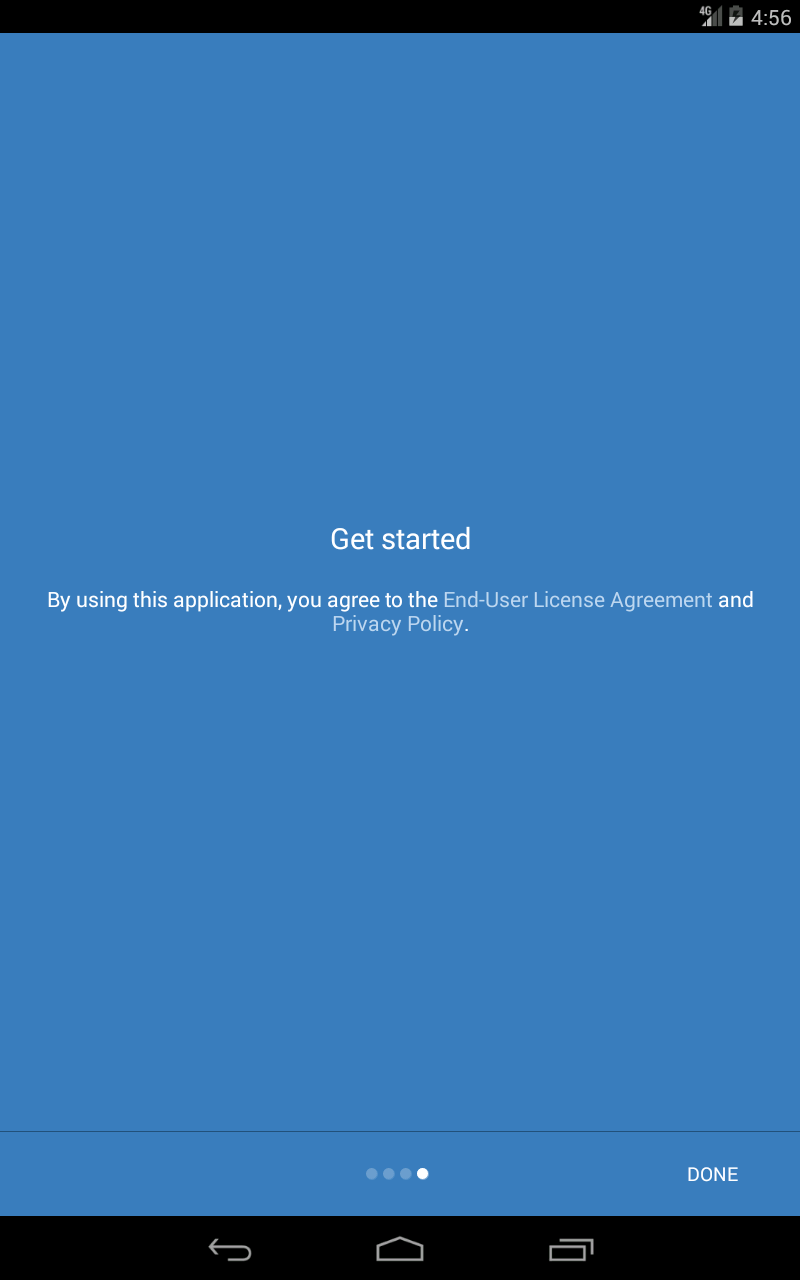 4G 4:56
Get started
By using this application, you agree to the End-User License Agreement and
Privacy Policy.
DONE